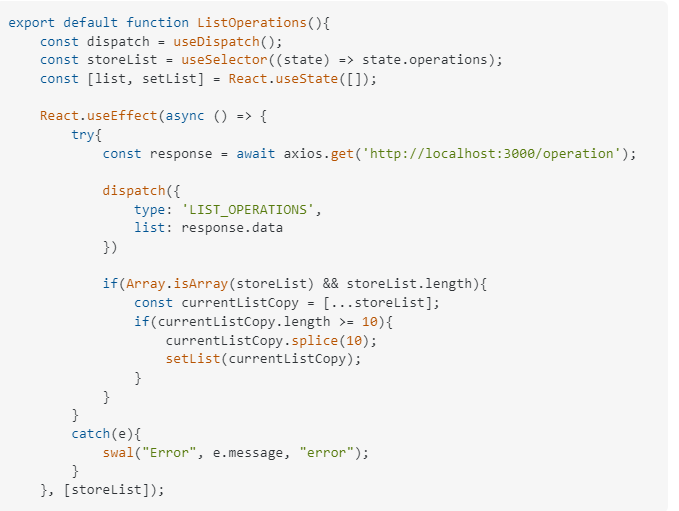 export default function ListOperations(){
    const dispatch = useDispatch();
    const storeList = useSelector((state) => state.operations);
    const [list, setList] = React.useState([]);

    React.useEffect(async () => {
        try{
            const response = await axios.get('http://localhost:3000/operation');

            dispatch({
                type: 'LIST_OPERATIONS',
                list: response.data
            })

            if(Array.isArray(storeList) && storeList.length){
                const currentListCopy = [...storeList];
                if(currentListCopy.length >= 10){
                    currentListCopy.splice(10);
                    setList(currentListCopy);
                }
            }
        }
        catch(e){
            swal("Error", e.message, "error");
        }
    }, [storeList]);